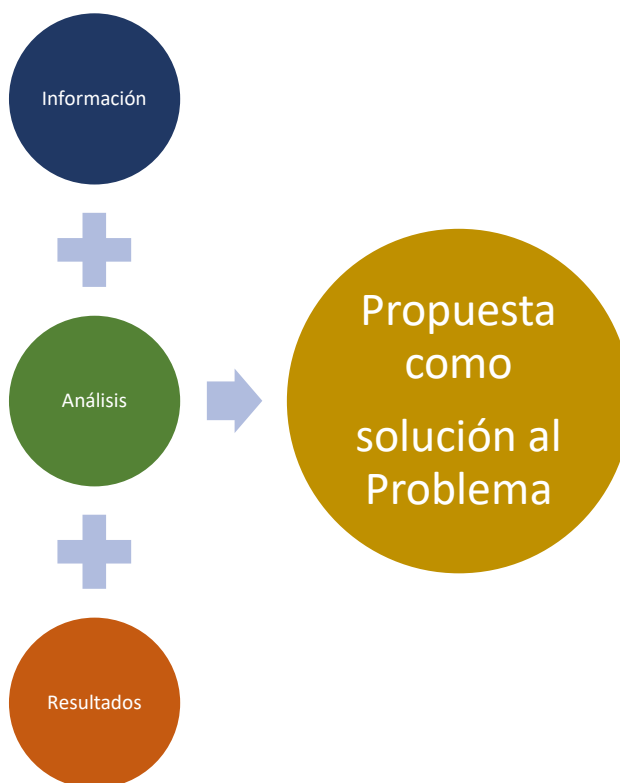 Información
Análisis
Resultados
Propuesta
como
solución al
Problema